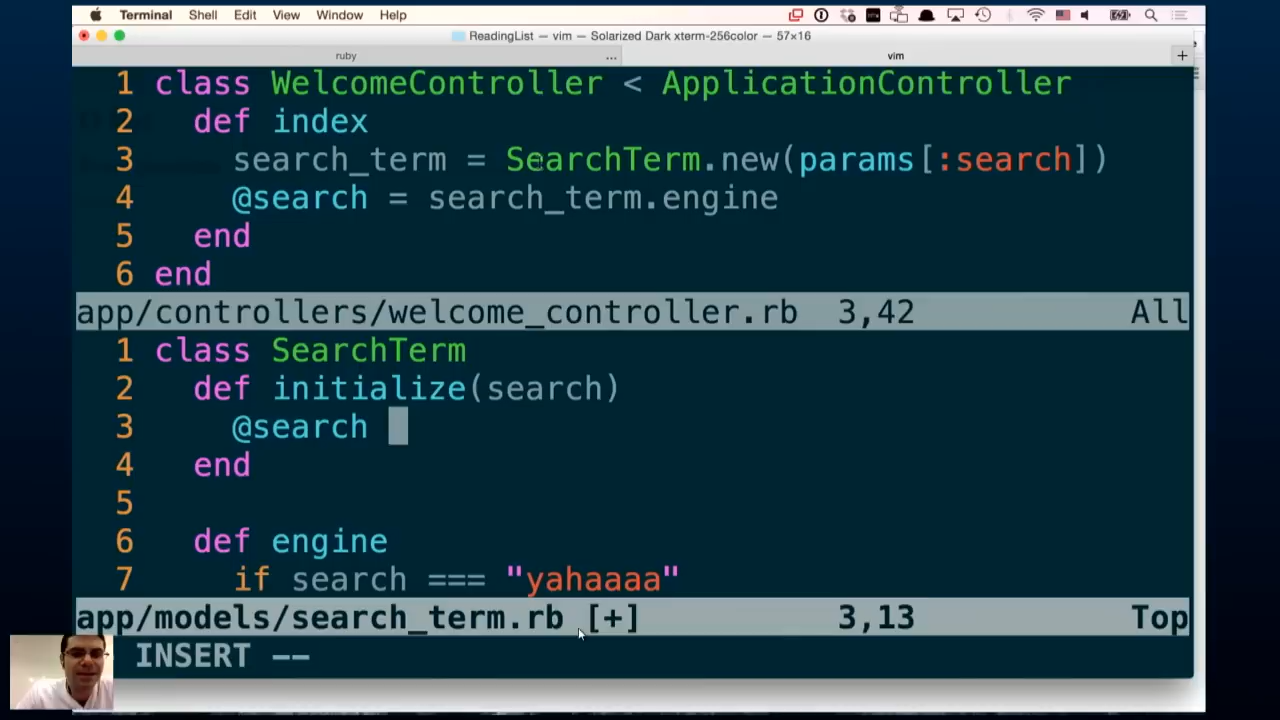 Terminal Shell Edit View Window Help
ReadingList — vim — Solarized Dark xterm-256color — 57×16
ruby ... vim +
1 class WelcomeController < ApplicationController
2 def index
3 search_term = SearchTerm.new(params[:search])
4 @search = search_term.engine
5 end
6 end
app/controllers/welcome_controller.rb 3,42 All
1 class SearchTerm
2 def initialize(search)
3 @search
4 end
5
6 def engine
7 if search === "yahaaaa"
app/models/search_term.rb [+] 3,13 Top
INSERT --